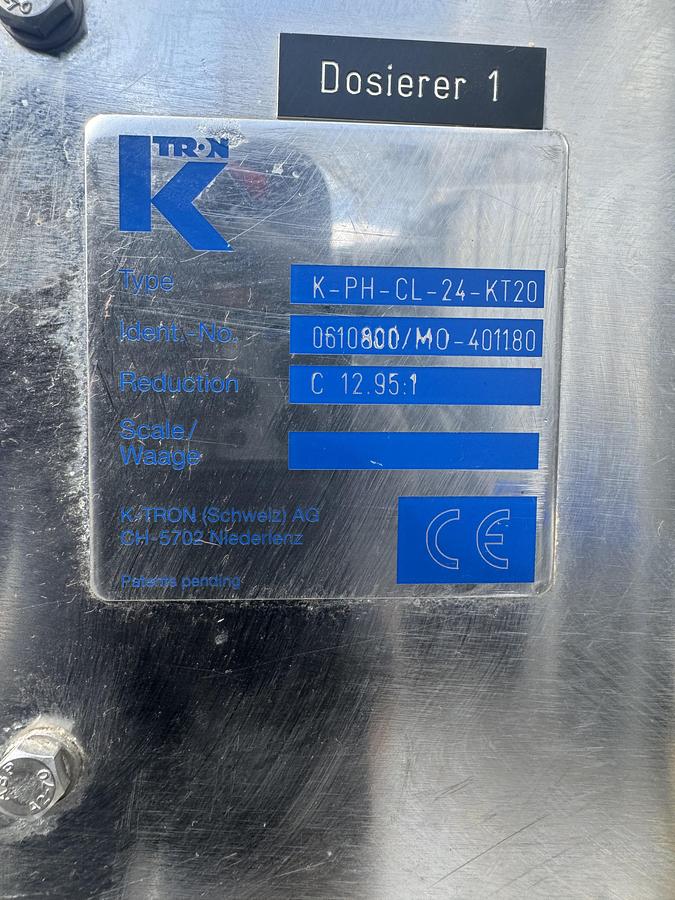 Dosierer 1
K-TRON
Type K-PH-CL-24-KT20
Ident.-No. 0610800/MO-401180
Reduction C 12.95:1
Scale/
Waage
K-TRON (Schweiz) AG
CH-5702 Niederlenz
CE
Patents pending